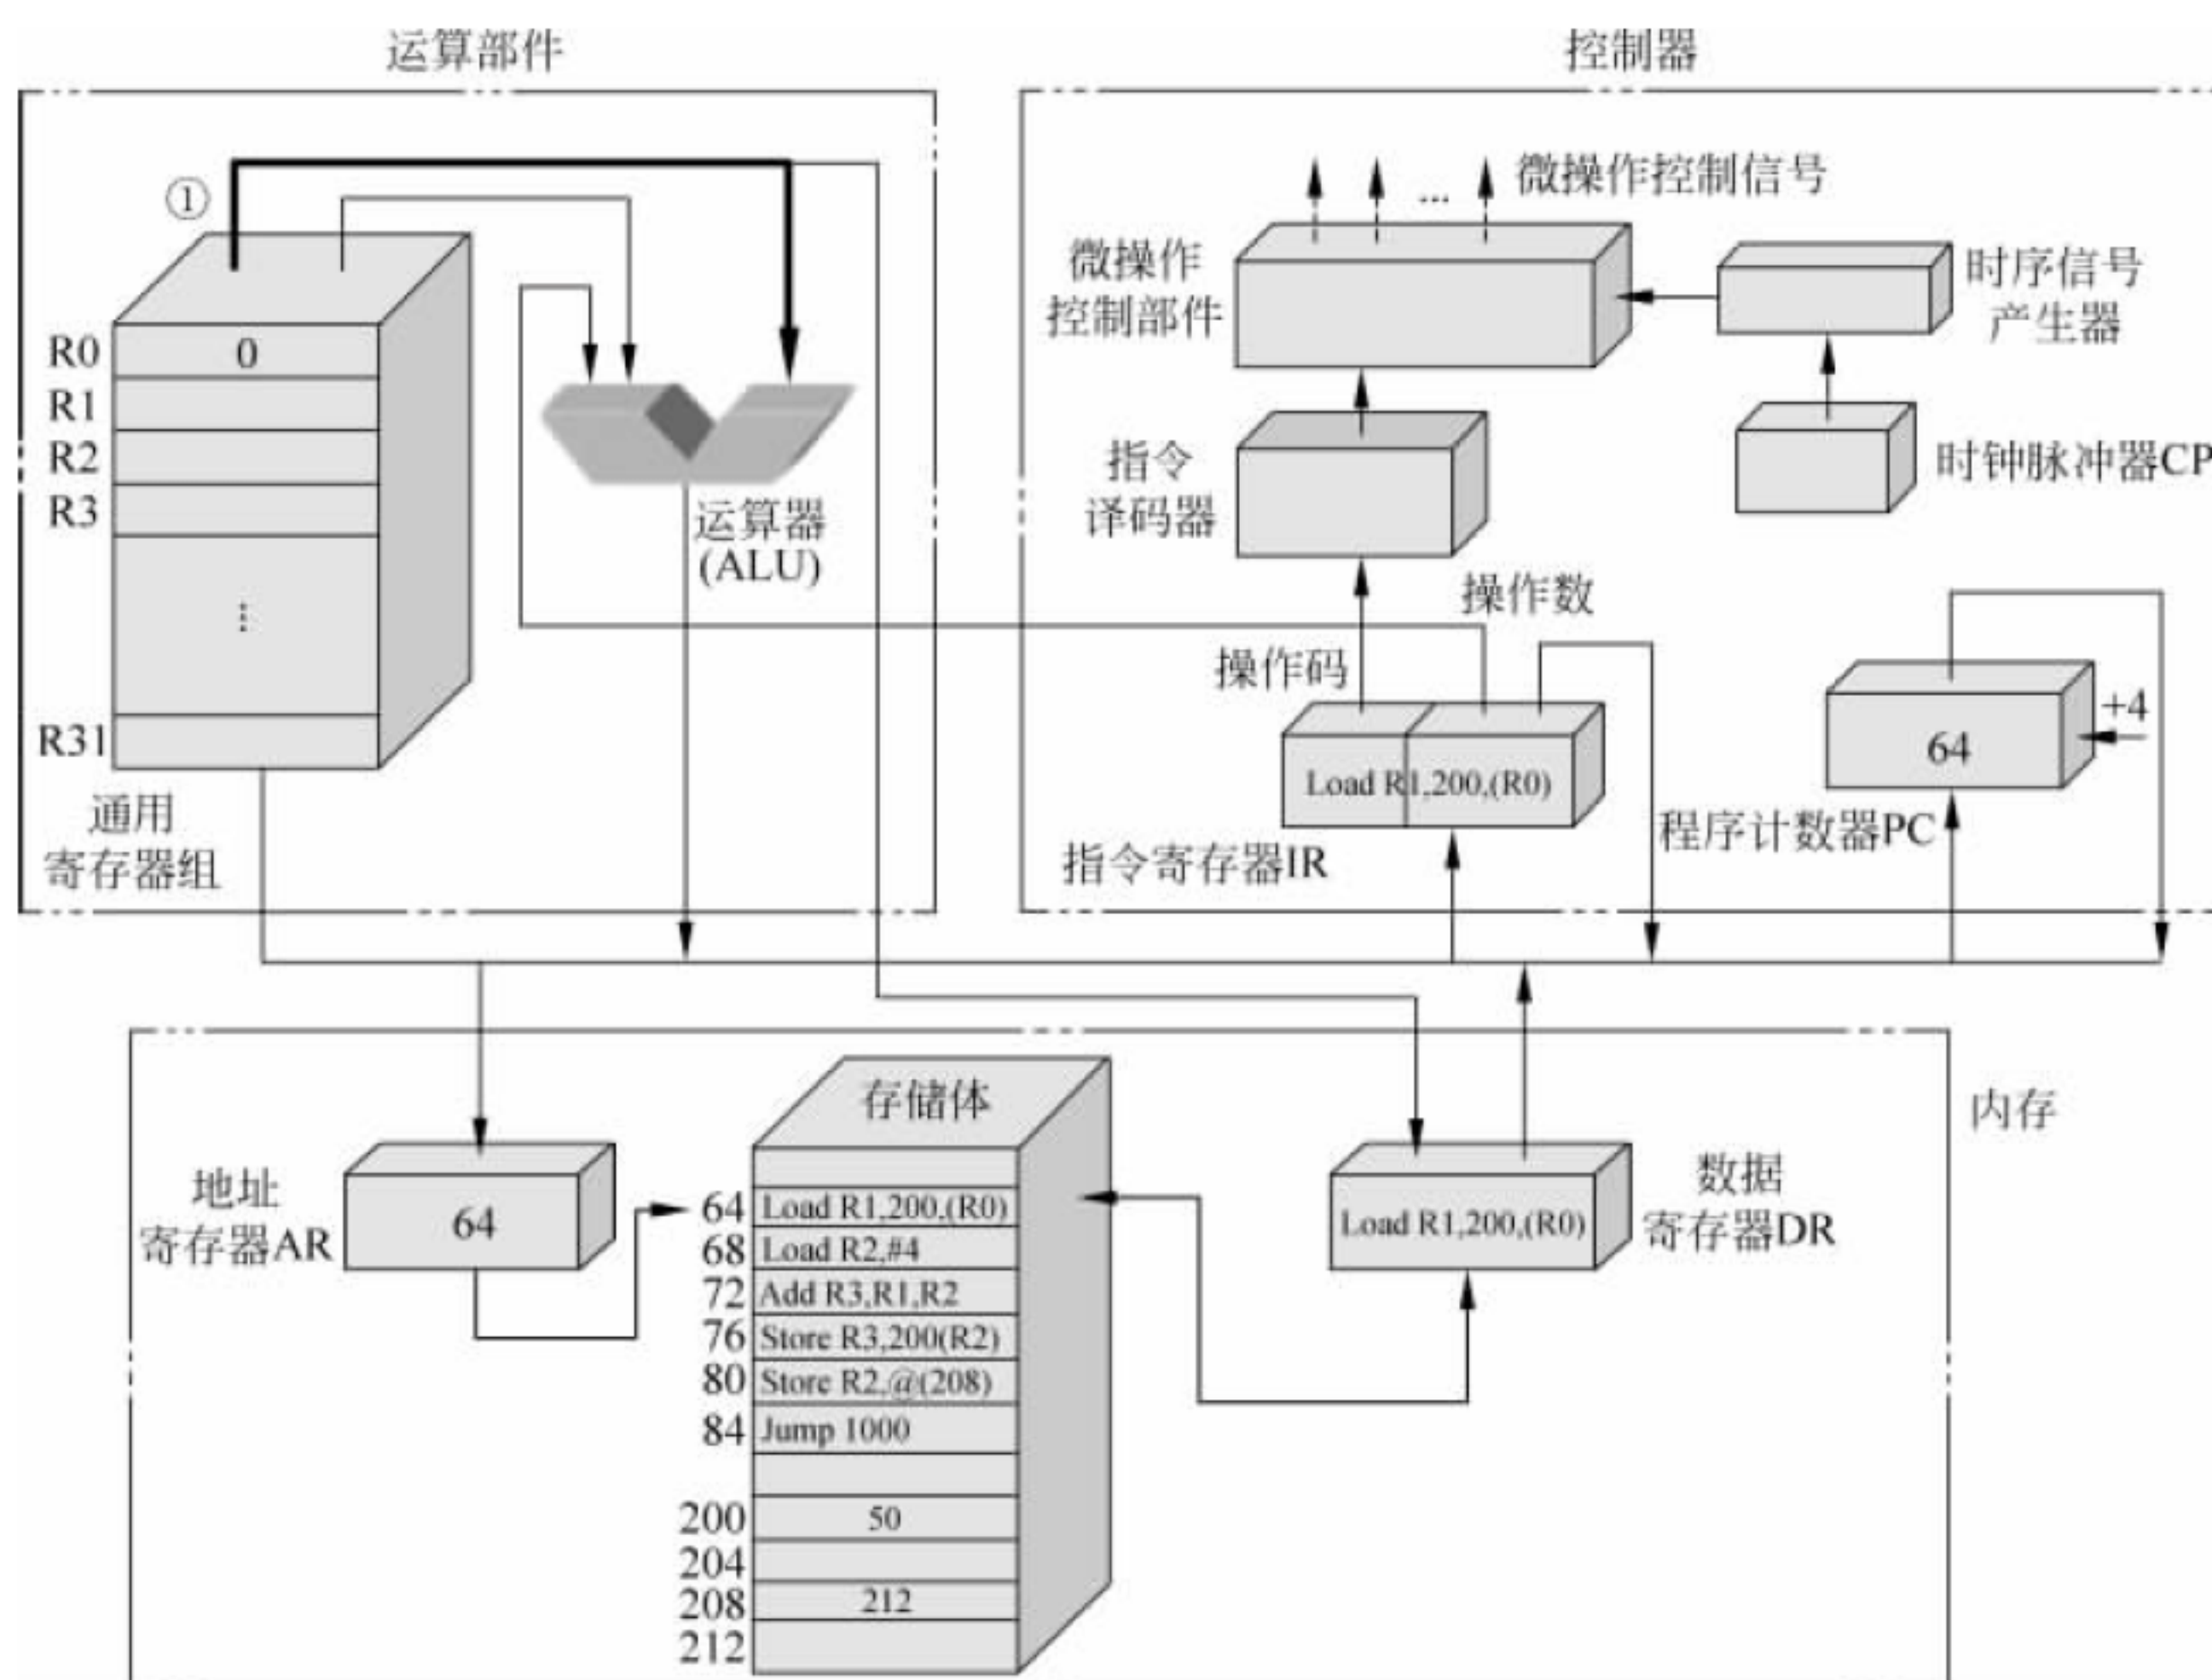 运算部件
控制器
①
R0
0
R1
R2
R3
⋮
R31
通用
寄存器组
运算器
(ALU)
... 微操作控制信号
微操作
控制部件
时序信号
产生器
指令
译码器
时钟脉冲器CP
操作数
操作码
Load R1,200,(R0)
指令寄存器IR
+4
64
程序计数器PC
内存
存储体
地址
寄存器AR
64
64 Load R1,200,(R0)
68 Load R2,#4
72 Add R3,R1,R2
76 Store R3,200(R2)
80 Store R2,@(208)
84 Jump 1000
200 50
204
208 212
212
Load R1,200,(R0)
数据
寄存器DR